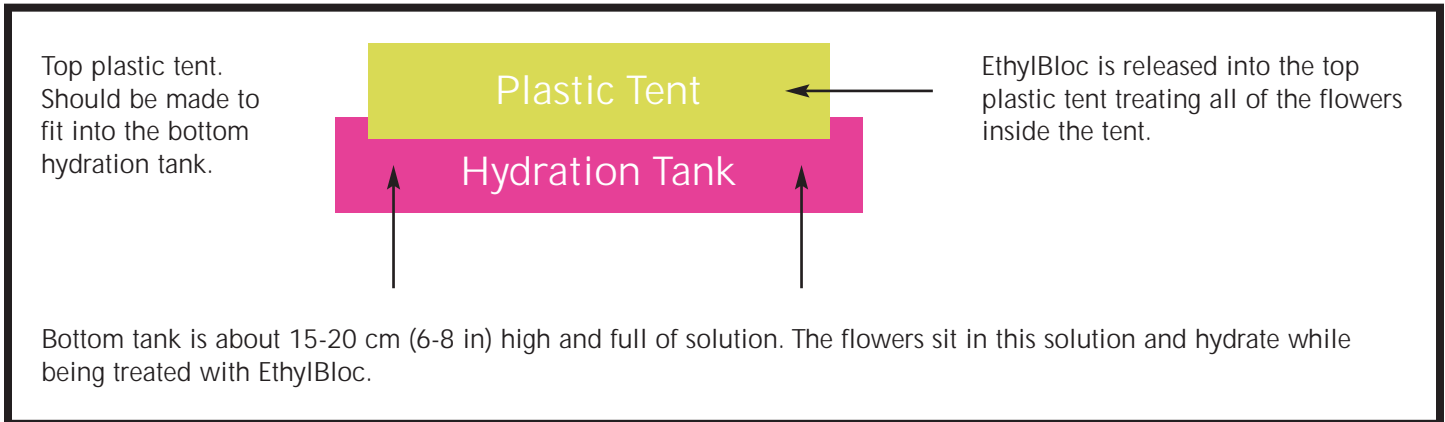 Top plastic tent.
Should be made to
fit into the bottom
hydration tank.
Plastic Tent
Hydration Tank
EthylBloc is released into the top
plastic tent treating all of the flowers
inside the tent.
Bottom tank is about 15-20 cm (6-8 in) high and full of solution. The flowers sit in this solution and hydrate while
being treated with EthylBloc.